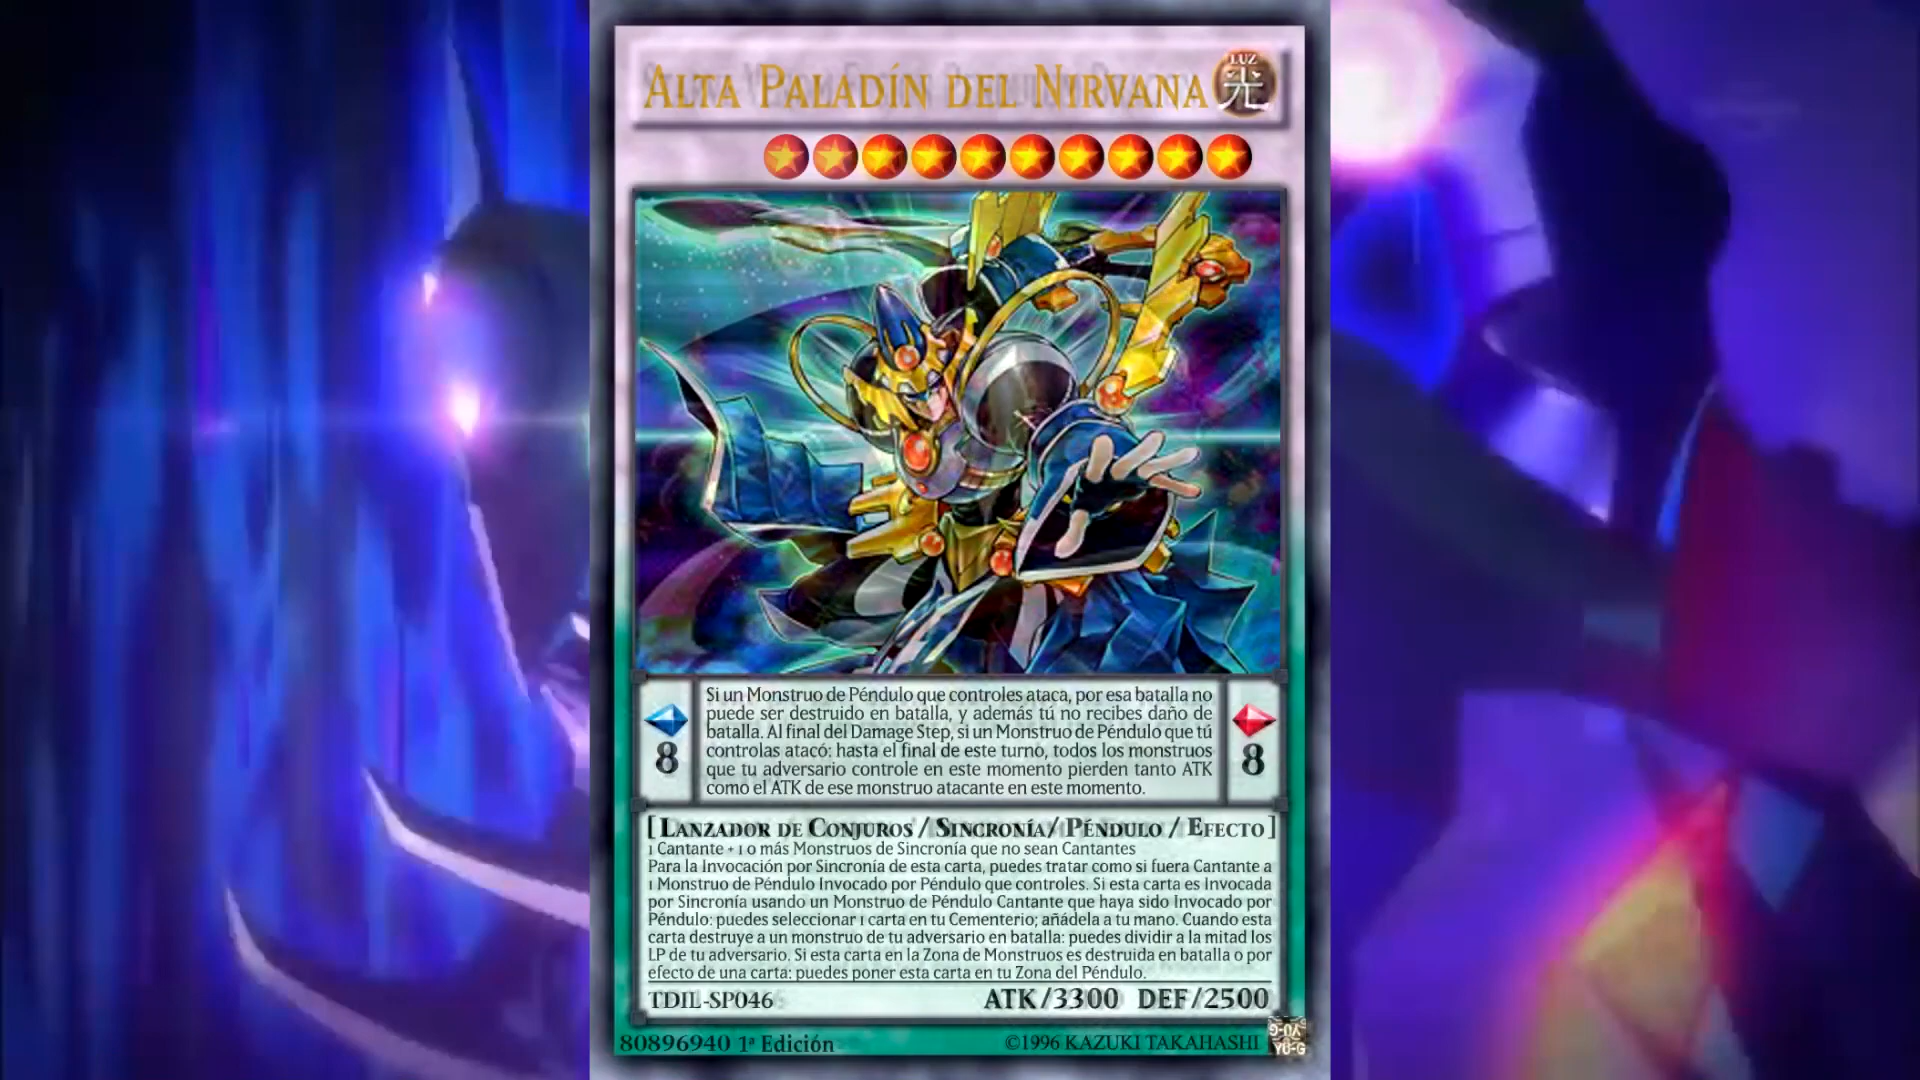 ALTA PALADÍN DEL NIRVANA
LUZ
光
Si un Monstruo de Péndulo que controles ataca, por esa batalla no
puede ser destruido en batalla, y además tú no recibes daño de
batalla. Al final del Damage Step, si un Monstruo de Péndulo que tú
controlas atacó: hasta el final de este turno, todos los monstruos
que tu adversario controle en este momento pierden tanto ATK
como el ATK de ese monstruo atacante en este momento.
8
8
[LANZADOR DE CONJUROS / SINCRONÍA/ PÉNDULO / EFECTO]
1 Cantante + 1 o más Monstruos de Sincronía que no sean Cantantes
Para la Invocación por Sincronía de esta carta, puedes tratar como si fuera Cantante a
1 Monstruo de Péndulo Invocado por Péndulo que controles. Si esta carta es Invocada
por Sincronía usando un Monstruo de Péndulo Cantante que haya sido Invocado por
Péndulo: puedes seleccionar 1 carta en tu Cementerio; añádela a tu mano. Cuando esta
carta destruye a un monstruo de tu adversario en batalla: puedes dividir a la mitad los
LP de tu adversario. Si esta carta en la Zona de Monstruos es destruida en batalla o por
efecto de una carta: puedes poner esta carta en tu Zona del Péndulo.
TDIL-SP046 ATK/3300 DEF/2500
80896940 1ª Edición ©1996 KAZUKI TAKAHASHI